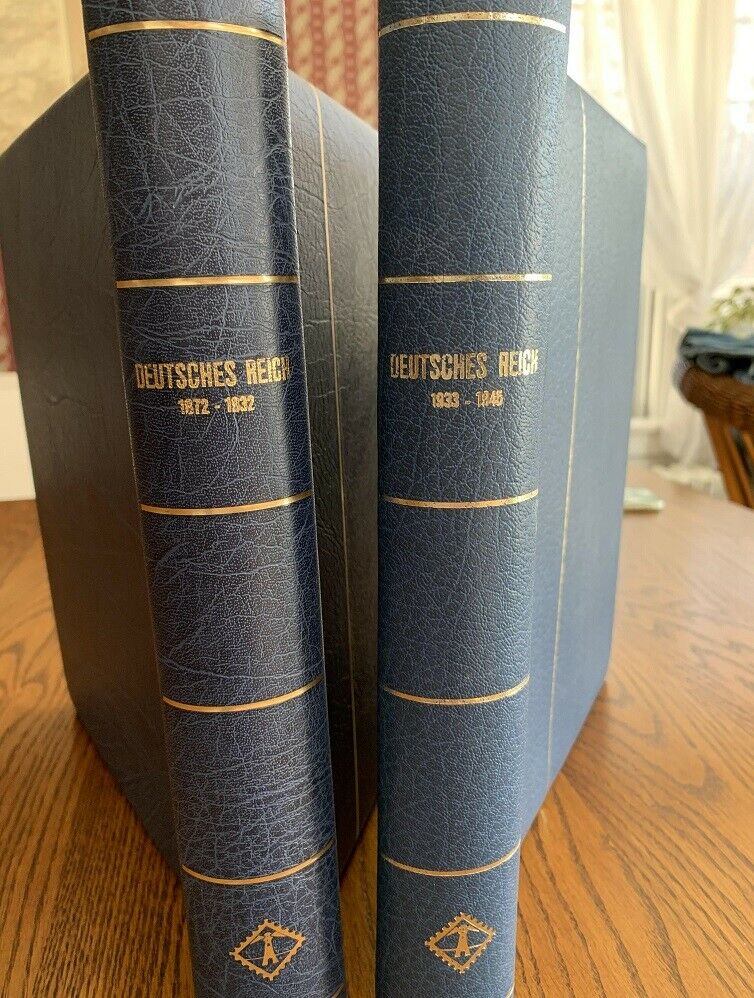 DEUTSCHES REICH
1872 - 1932
DEUTSCHES REICH
1933 - 1945